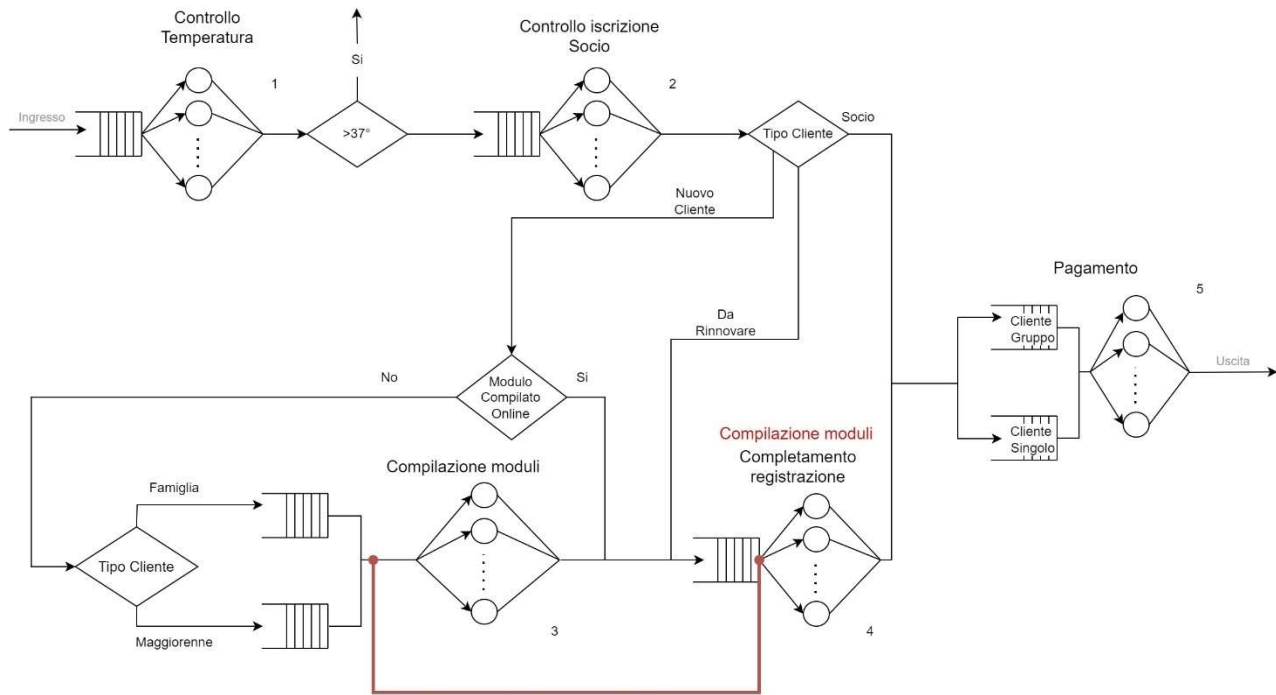 Controllo
Temperatura
1
Si
Controllo iscrizione
Socio
2
Ingresso
>37°
Tipo Cliente
Socio
Nuovo
Cliente
Da
Rinnovare
Pagamento
5
Cliente
Gruppo
Cliente
Singolo
Uscita
No
Modulo
Compilato
Online
Si
Compilazione moduli
Compilazione moduli
Completamento
registrazione
Famiglia
Tipo Cliente
Maggiorenne
3
4